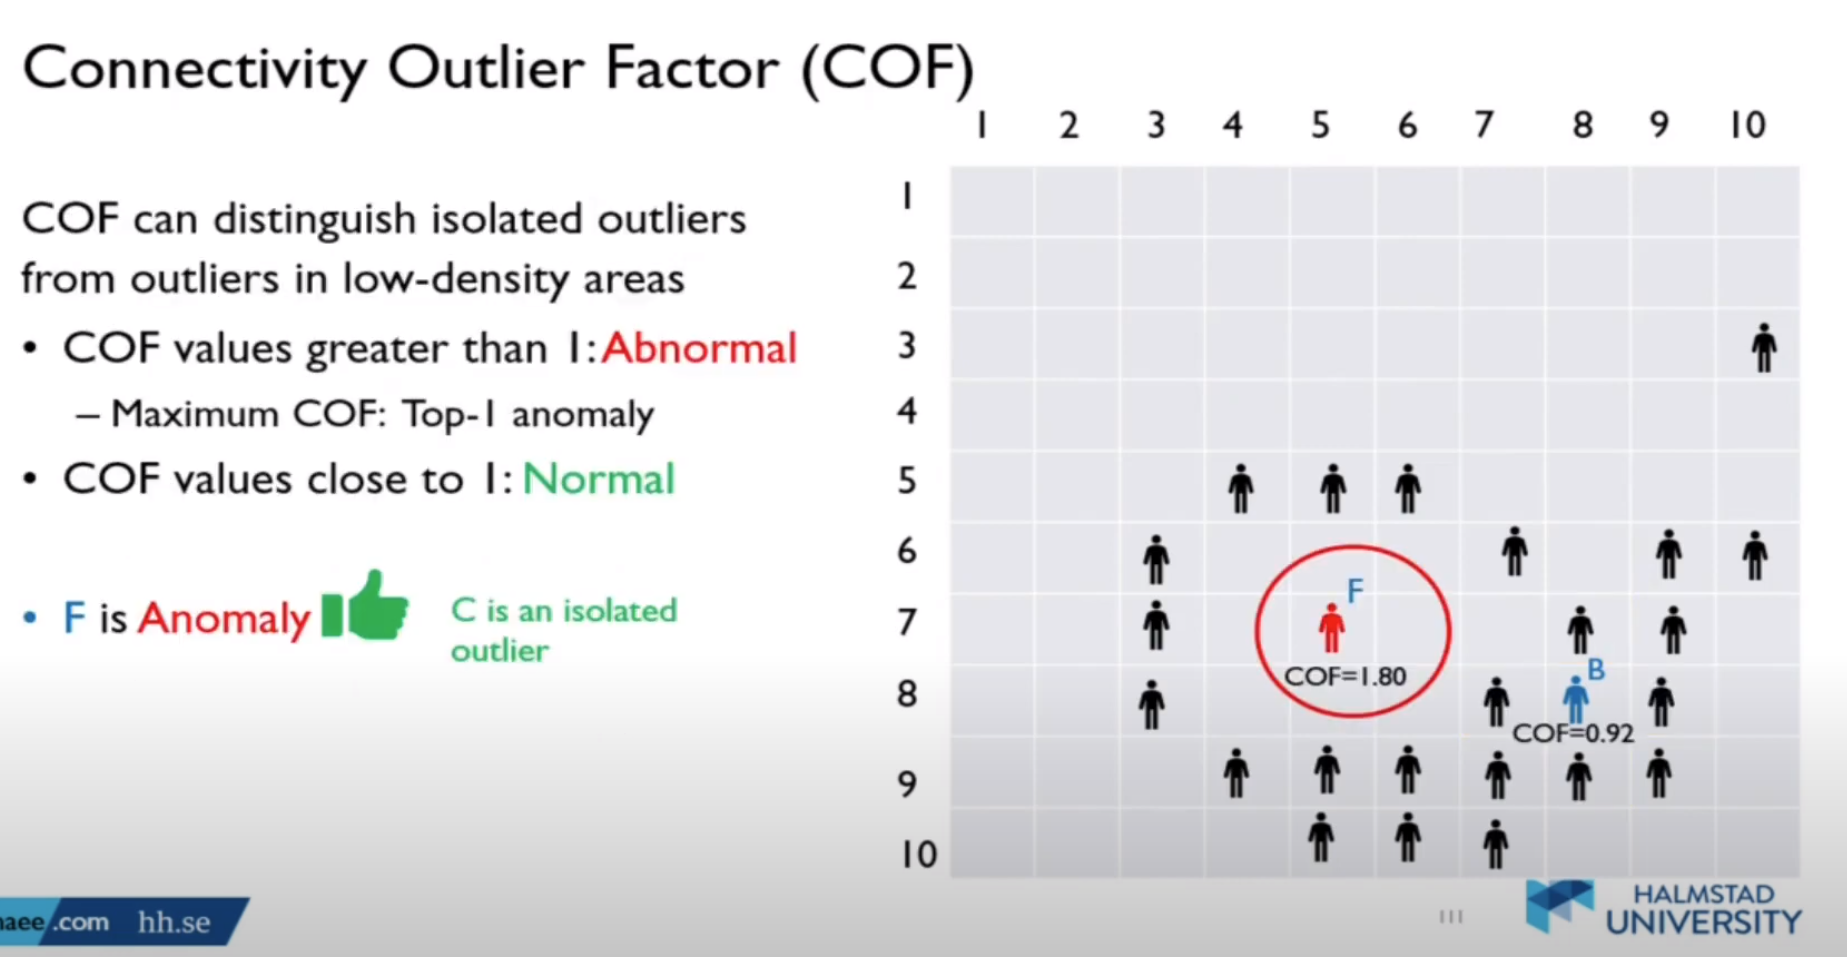 Connectivity Outlier Factor (COF)
COF can distinguish isolated outliers
from outliers in low-density areas
• COF values greater than 1: Abnormal
– Maximum COF: Top-1 anomaly
• COF values close to 1: Normal
• F is Anomaly
C is an isolated
outlier
1 2 3 4 5 6 7 8 9 10
1
2
3
4
5
6
7
8
9
10
F
COF=1.80
B
COF=0.92
.com hh.se
111
HALMSTAD
UNIVERSITY